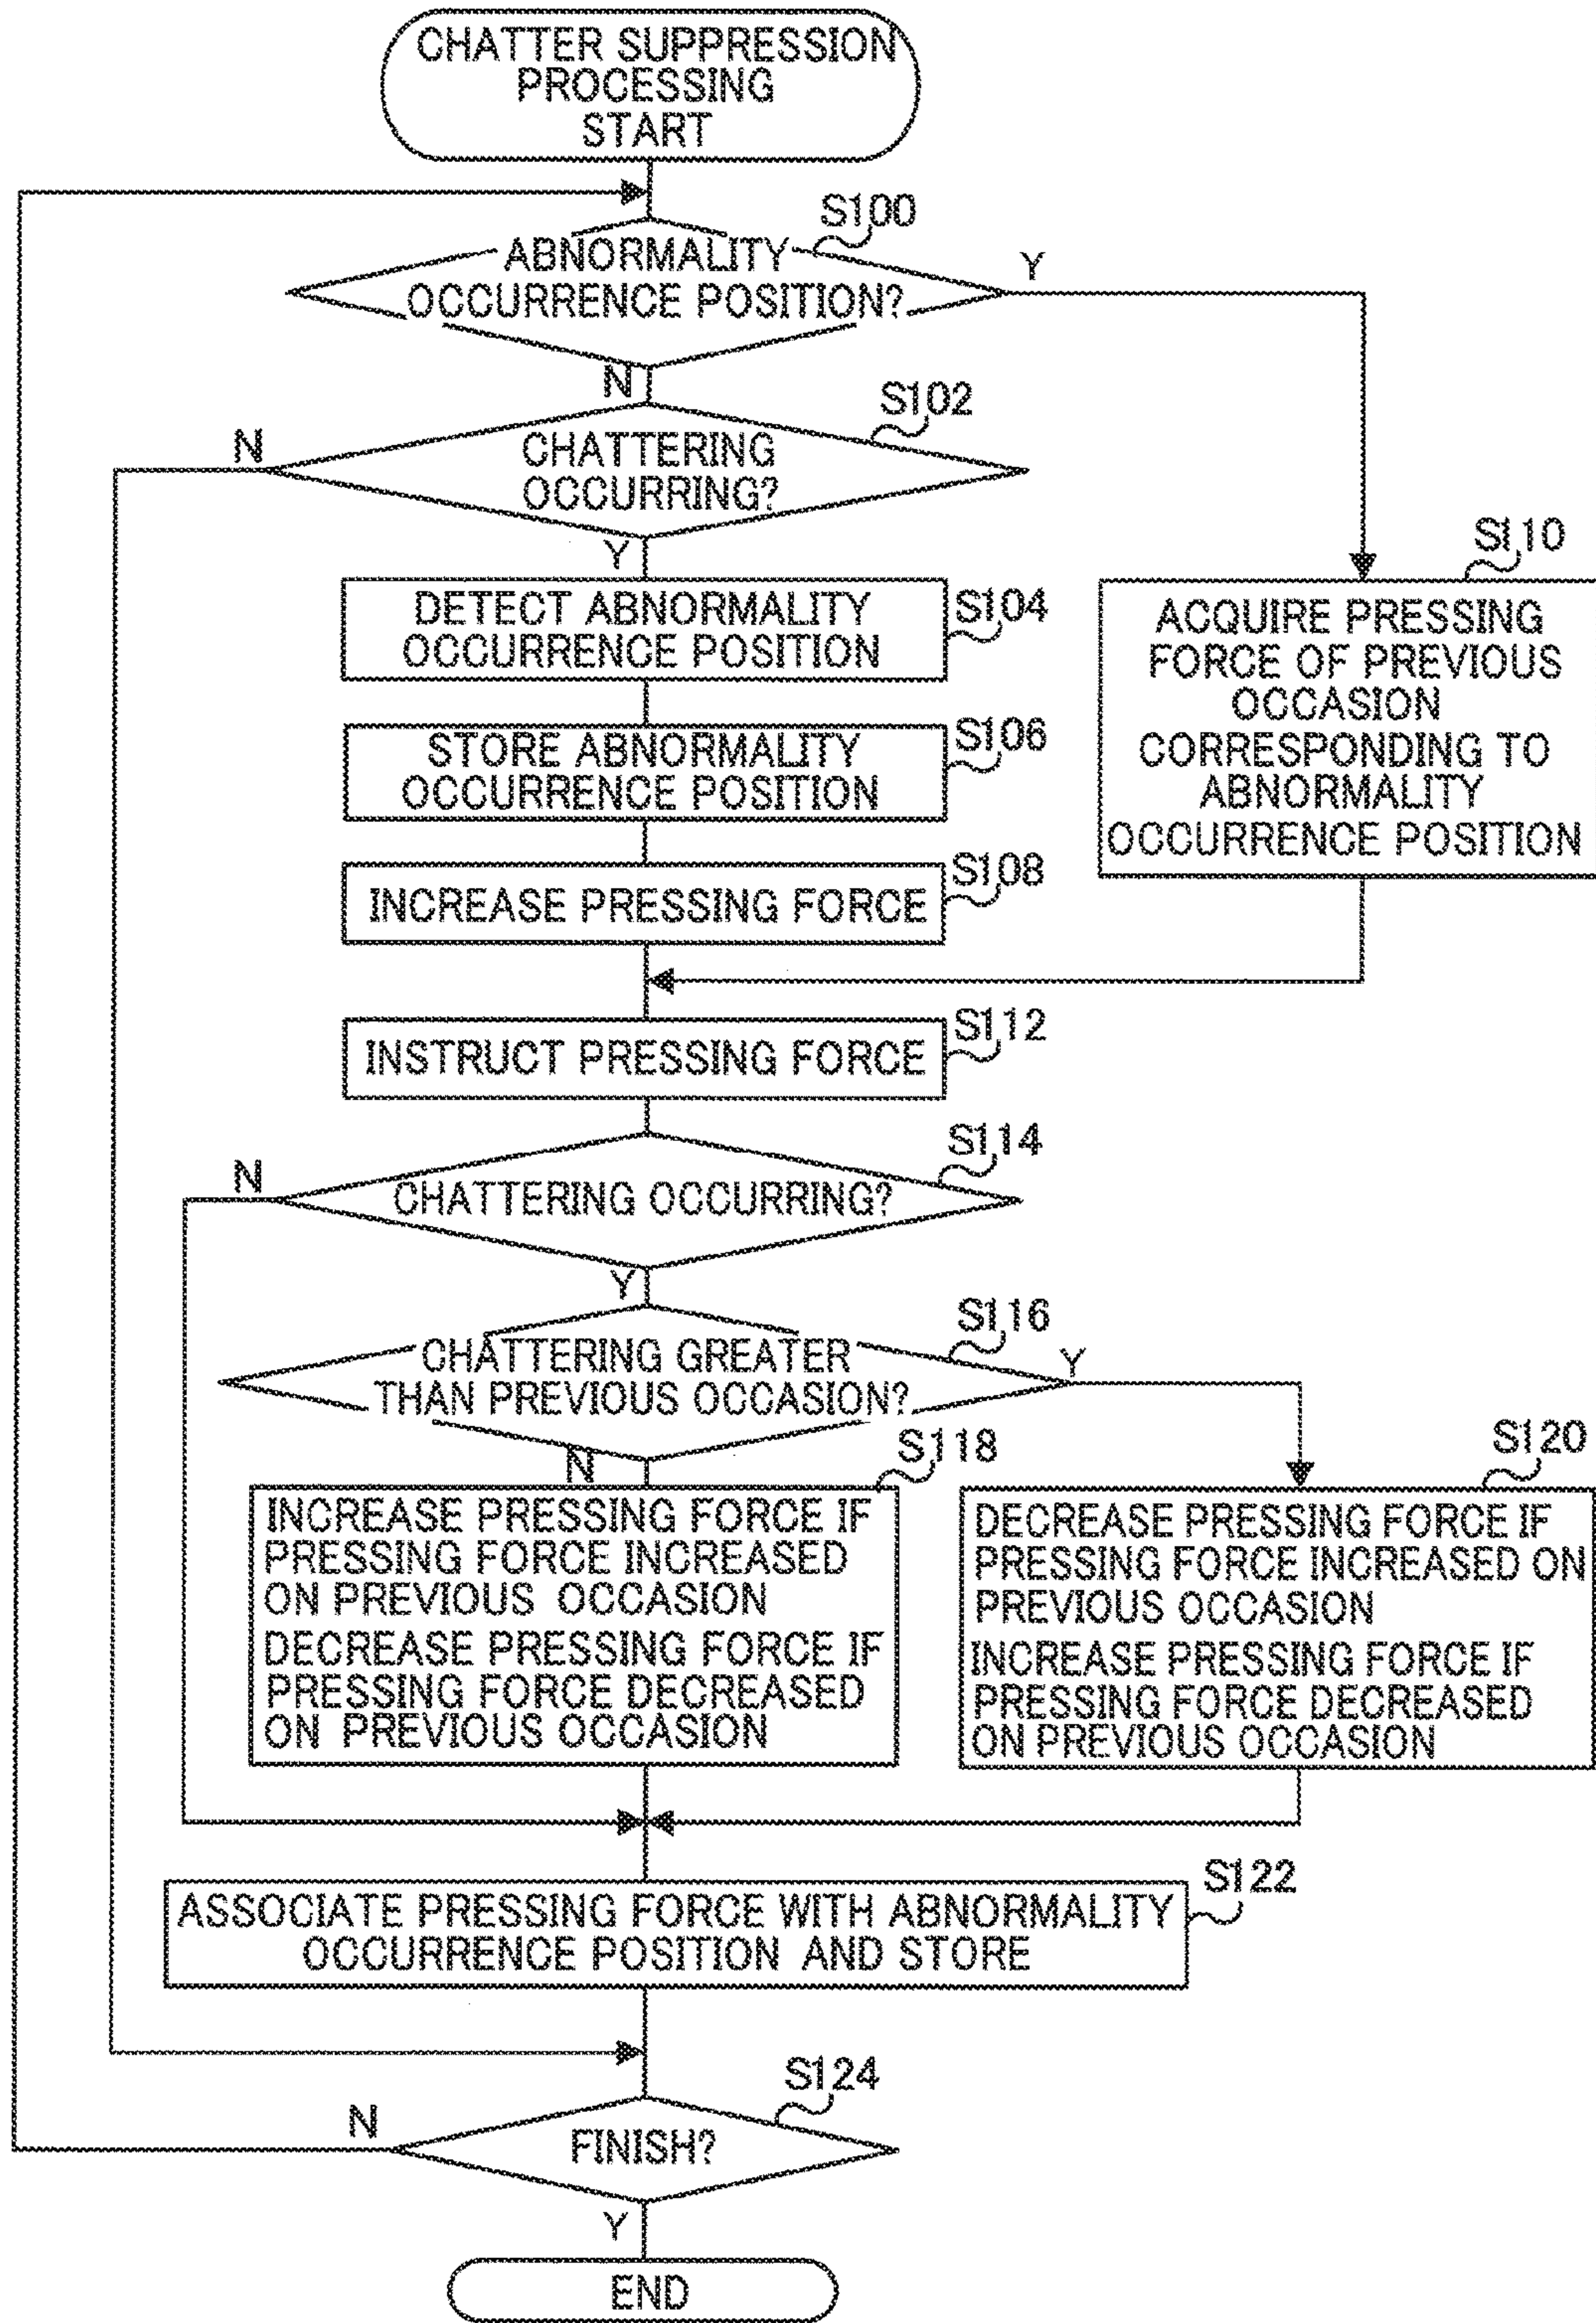 CHATTER SUPPRESSION
PROCESSING
START
S100
ABNORMALITY
OCCURRENCE POSITION?
Y
N
S102
CHATTERING
OCCURRING?
N
Y
S104
DETECT ABNORMALITY
OCCURRENCE POSITION
S110
ACQUIRE PRESSING
FORCE OF PREVIOUS
OCCASION
CORRESPONDING TO
ABNORMALITY
OCCURRENCE POSITION
S106
STORE ABNORMALITY
OCCURRENCE POSITION
S108
INCREASE PRESSING FORCE
S112
INSTRUCT PRESSING FORCE
S114
CHATTERING OCCURRING?
N
Y
S116
CHATTERING GREATER
THAN PREVIOUS OCCASION?
Y
N
S118
INCREASE PRESSING FORCE IF
PRESSING FORCE INCREASED
ON PREVIOUS OCCASION
DECREASE PRESSING FORCE IF
PRESSING FORCE DECREASED
ON PREVIOUS OCCASION
S120
DECREASE PRESSING FORCE IF
PRESSING FORCE INCREASED ON
PREVIOUS OCCASION
INCREASE PRESSING FORCE IF
PRESSING FORCE DECREASED
ON PREVIOUS OCCASION
S122
ASSOCIATE PRESSING FORCE WITH ABNORMALITY
OCCURRENCE POSITION AND STORE
S124
FINISH?
N
Y
END